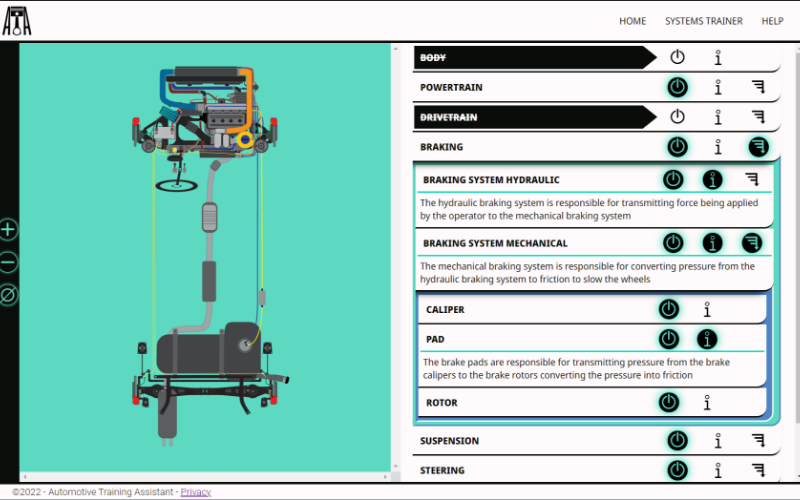 HOME SYSTEMS TRAINER HELP
BODY
POWERTRAIN
DRIVETRAIN
BRAKING
BRAKING SYSTEM HYDRAULIC
The hydraulic braking system is responsible for transmitting force being applied
by the operator to the mechanical braking system
BRAKING SYSTEM MECHANICAL
The mechanical braking system is responsible for converting pressure from the
hydraulic braking system to friction to slow the wheels
CALIPER
PAD
The brake pads are responsible for transmitting pressure from the brake
calipers to the brake rotors converting the pressure into friction
ROTOR
SUSPENSION
STEERING
©2022 - Automotive Training Assistant - Privacy